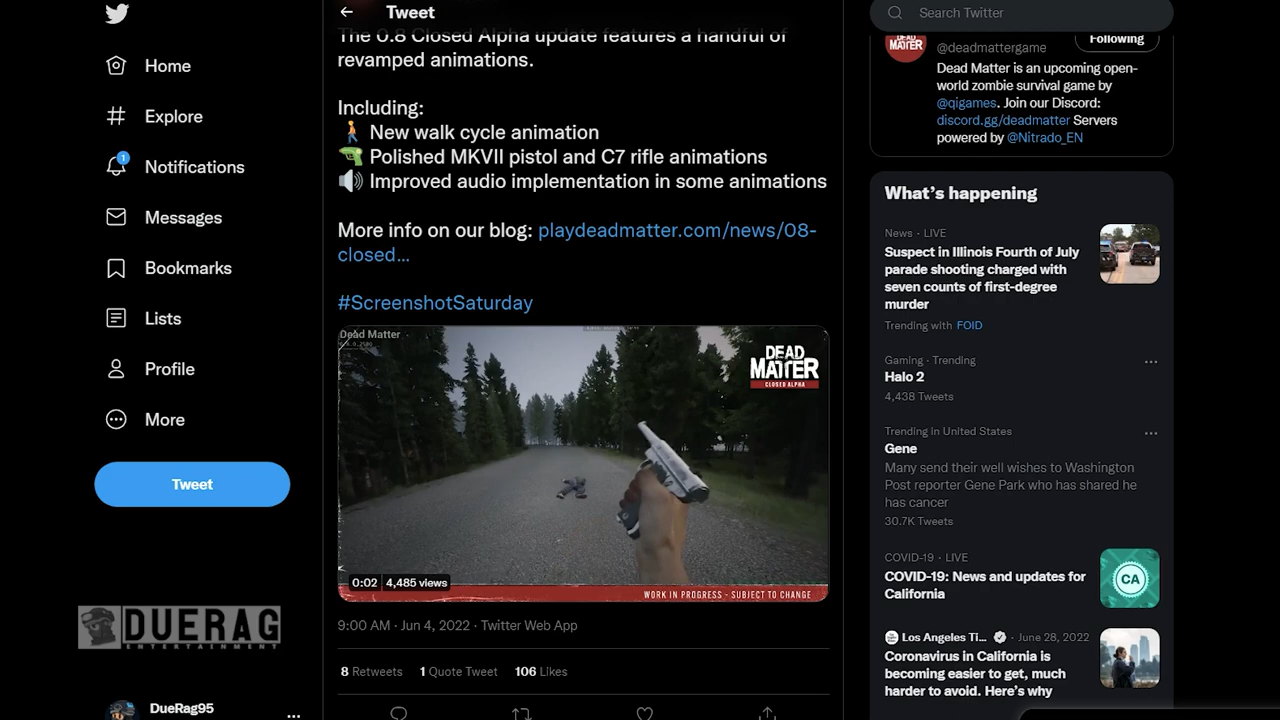 Home
Explore
1
Notifications
Messages
Bookmarks
Lists
Profile
More
Tweet
DUERAG
ENTERTAINMENT
DueRag95
Tweet
The 0.8 Closed Alpha update features a handful of
revamped animations.
Including:
New walk cycle animation
Polished MKVII pistol and C7 rifle animations
Improved audio implementation in some animations
More info on our blog: playdeadmatter.com/news/08-
closed…
#ScreenshotSaturday
Dead Matter
DEAD
MATTER
CLOSED ALPHA
0:02 4,485 views
WORK IN PROGRESS - SUBJECT TO CHANGE
9:00 AM · Jun 4, 2022 · Twitter Web App
8 Retweets 1 Quote Tweet 106 Likes
Search Twitter
DEAD
MATTER
@deadmattergame
Following
Dead Matter is an upcoming open-
world zombie survival game by
@qigames. Join our Discord:
discord.gg/deadmatter Servers
powered by @Nitrado_EN
What's happening
News · LIVE
Suspect in Illinois Fourth of July
parade shooting charged with
seven counts of first-degree
murder
Trending with FOID
Gaming · Trending
Halo 2
4,438 Tweets
Trending in United States
Gene
Many send their well wishes to Washington
Post reporter Gene Park who has shared he
has cancer
30.7K Tweets
COVID-19 · LIVE
COVID-19: News and updates for
California
CA
Los Angeles Ti... · June 28, 2022
Coronavirus in California is
becoming easier to get, much
harder to avoid. Here's why